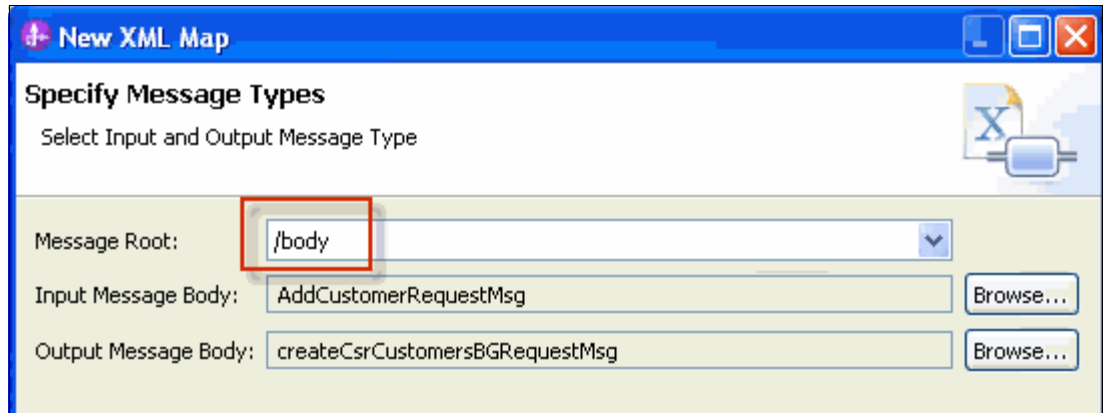 New XML Map
Specify Message Types
Select Input and Output Message Type
X
Message Root: /body
Input Message Body: AddCustomerRequestMsg Browse...
Output Message Body: createCsrCustomersBGRequestMsg Browse...